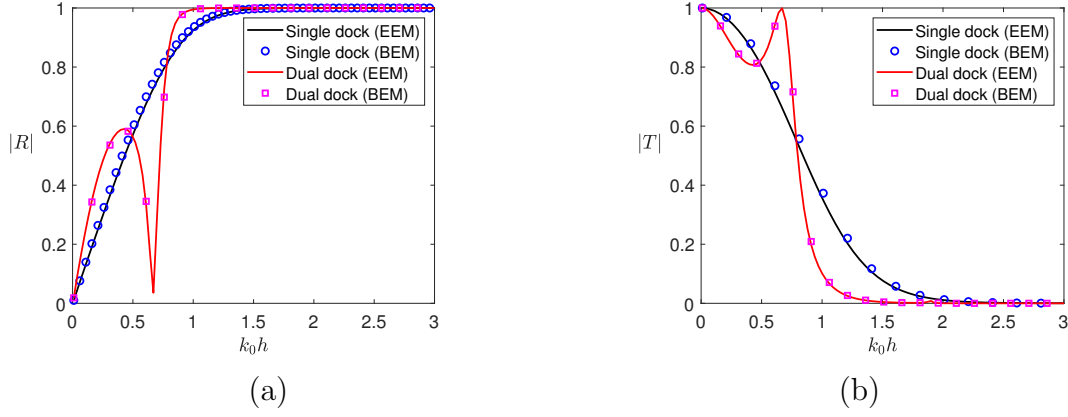 1
0.8
0.6
0.4
0.2
0
|R|
0 0.5 1 1.5 2 2.5 3
k₀h
Single dock (EEM)
Single dock (BEM)
Dual dock (EEM)
Dual dock (BEM)
(a)
1
0.8
0.6
0.4
0.2
0
|T|
0 0.5 1 1.5 2 2.5 3
k₀h
Single dock (EEM)
Single dock (BEM)
Dual dock (EEM)
Dual dock (BEM)
(b)